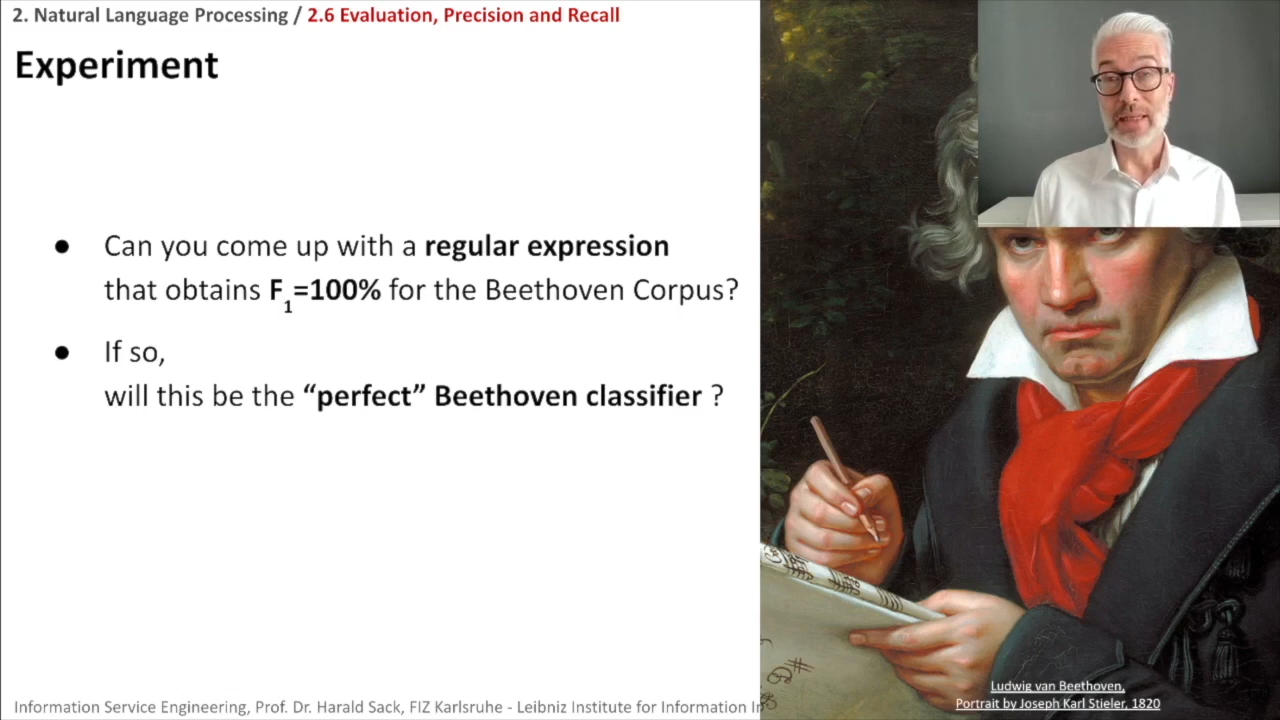 2. Natural Language Processing / 2.6 Evaluation, Precision and Recall
Experiment
● Can you come up with a regular expression
that obtains F1=100% for the Beethoven Corpus?
● If so,
will this be the “perfect” Beethoven classifier ?
Ludwig van Beethoven,
Portrait by Joseph Karl Stieler, 1820
Information Service Engineering, Prof. Dr. Harald Sack, FIZ Karlsruhe - Leibniz Institute for Information